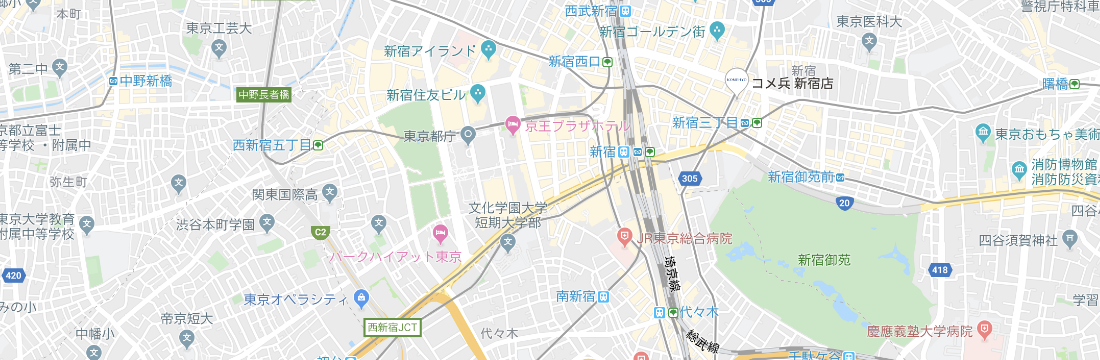 本町
西武新宿
警視庁特科車
東京工芸大
新宿ゴールデン街
東京医科大
新宿アイランド
新宿西口
第二中
中野新橋
新宿
コメ兵 新宿店
曙橋
中野長者橋
新宿住友ビル
新宿三丁目
京都立富士
等学校 ・附属中
西新宿五丁目
東京都庁
京王プラザホテル
新宿
東京おもちゃ美術
消防博物館
消防防災資料
弥生町
関東国際高
305
新宿御苑前
20
東京大学教育
附属中等学校
渋谷本町学園
文化学園大学
短期大学部
四谷
C2
パークハイアット東京
JR東京総合病院
四谷須賀神社
新宿御苑
420
埼京線
418
東京オペラシティ
南新宿
みの小
帝京短大
西新宿JCT
代々木
代々木
学習
中幡小
慶應義塾大学病院
総武線
初台
千駄ケ谷